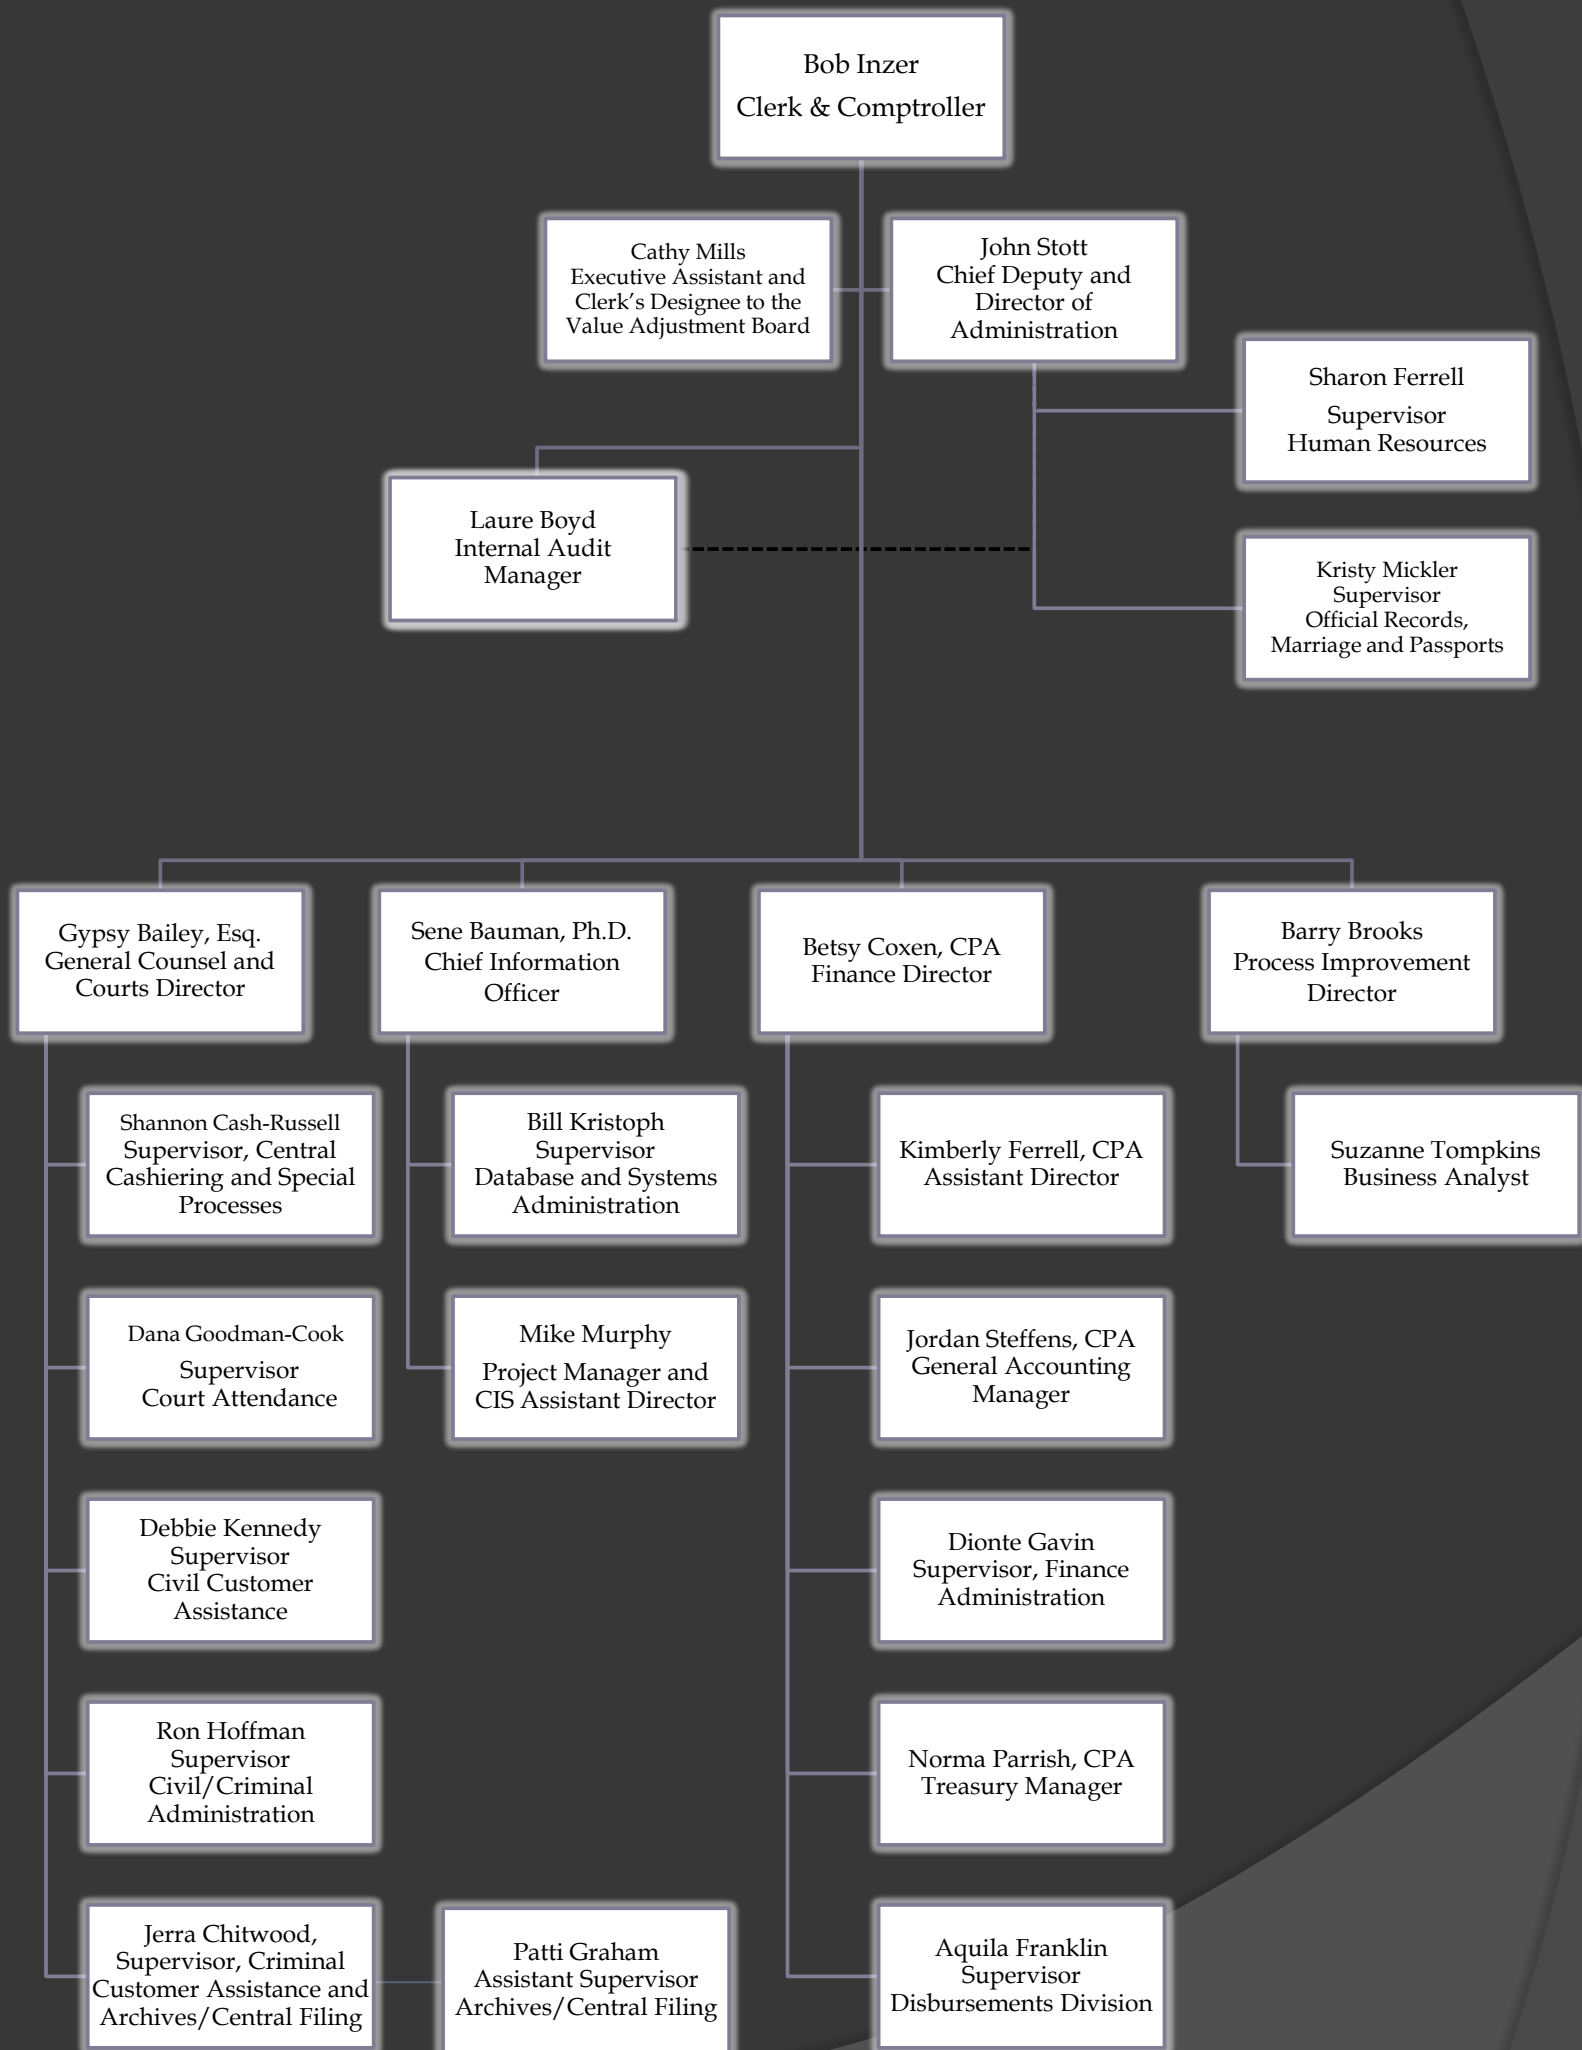 Bob Inzer
Clerk & Comptroller
Cathy Mills
Executive Assistant and
Clerk's Designee to the
Value Adjustment Board
John Stott
Chief Deputy and
Director of
Administration
Sharon Ferrell
Supervisor
Human Resources
Laure Boyd
Internal Audit
Manager
Kristy Mickler
Supervisor
Official Records,
Marriage and Passports
Gypsy Bailey, Esq.
General Counsel and
Courts Director
Sene Bauman, Ph.D.
Chief Information
Officer
Betsy Coxen, CPA
Finance Director
Barry Brooks
Process Improvement
Director
Shannon Cash-Russell
Supervisor, Central
Cashiering and Special
Processes
Bill Kristoph
Supervisor
Database and Systems
Administration
Kimberly Ferrell, CPA
Assistant Director
Suzanne Tompkins
Business Analyst
Dana Goodman-Cook
Supervisor
Court Attendance
Mike Murphy
Project Manager and
CIS Assistant Director
Jordan Steffens, CPA
General Accounting
Manager
Debbie Kennedy
Supervisor
Civil Customer
Assistance
Dionte Gavin
Supervisor, Finance
Administration
Ron Hoffman
Supervisor
Civil/Criminal
Administration
Norma Parrish, CPA
Treasury Manager
Jerra Chitwood,
Supervisor, Criminal
Customer Assistance and
Archives/Central Filing
Patti Graham
Assistant Supervisor
Archives/Central Filing
Aquila Franklin
Supervisor
Disbursements Division